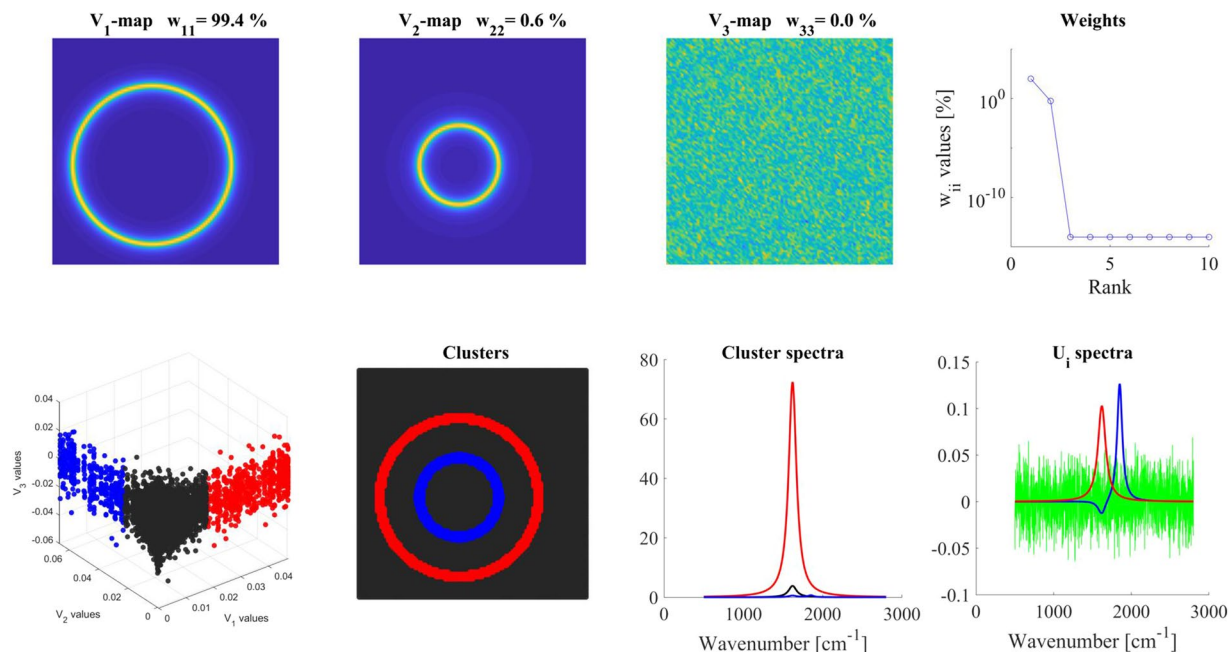 V1-map w11= 99.4 %
V2-map w22= 0.6 %
V3-map w33= 0.0 %
Weights
wii values [%]
10^0
10^-10
0 5 10
Rank
V3 values
0.04
0.02
0
-0.02
-0.04
-0.06
0.06
0.04
0.02
0
V2 values
0 0.01 0.02 0.03 0.04
V1 values
Clusters
Cluster spectra
80
60
40
20
0
0 1000 2000 3000
Wavenumber [cm^-1]
Ui spectra
0.15
0.1
0.05
0
-0.05
-0.1
0 1000 2000 3000
Wavenumber [cm^-1]